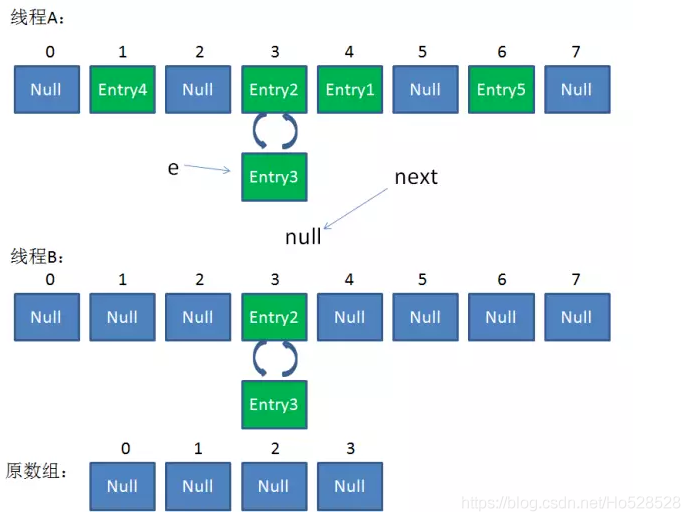 线程A：
0 1 2 3 4 5 6 7
Null Entry4 Null Entry2 Entry1 Null Entry5 Null
e
Entry3
next
null
线程B：
0 1 2 3 4 5 6 7
Null Null Null Entry2 Null Null Null Null
Entry3
0 1 2 3
原数组：
Null Null Null Null
https://blog.csdn.net/Ho528528